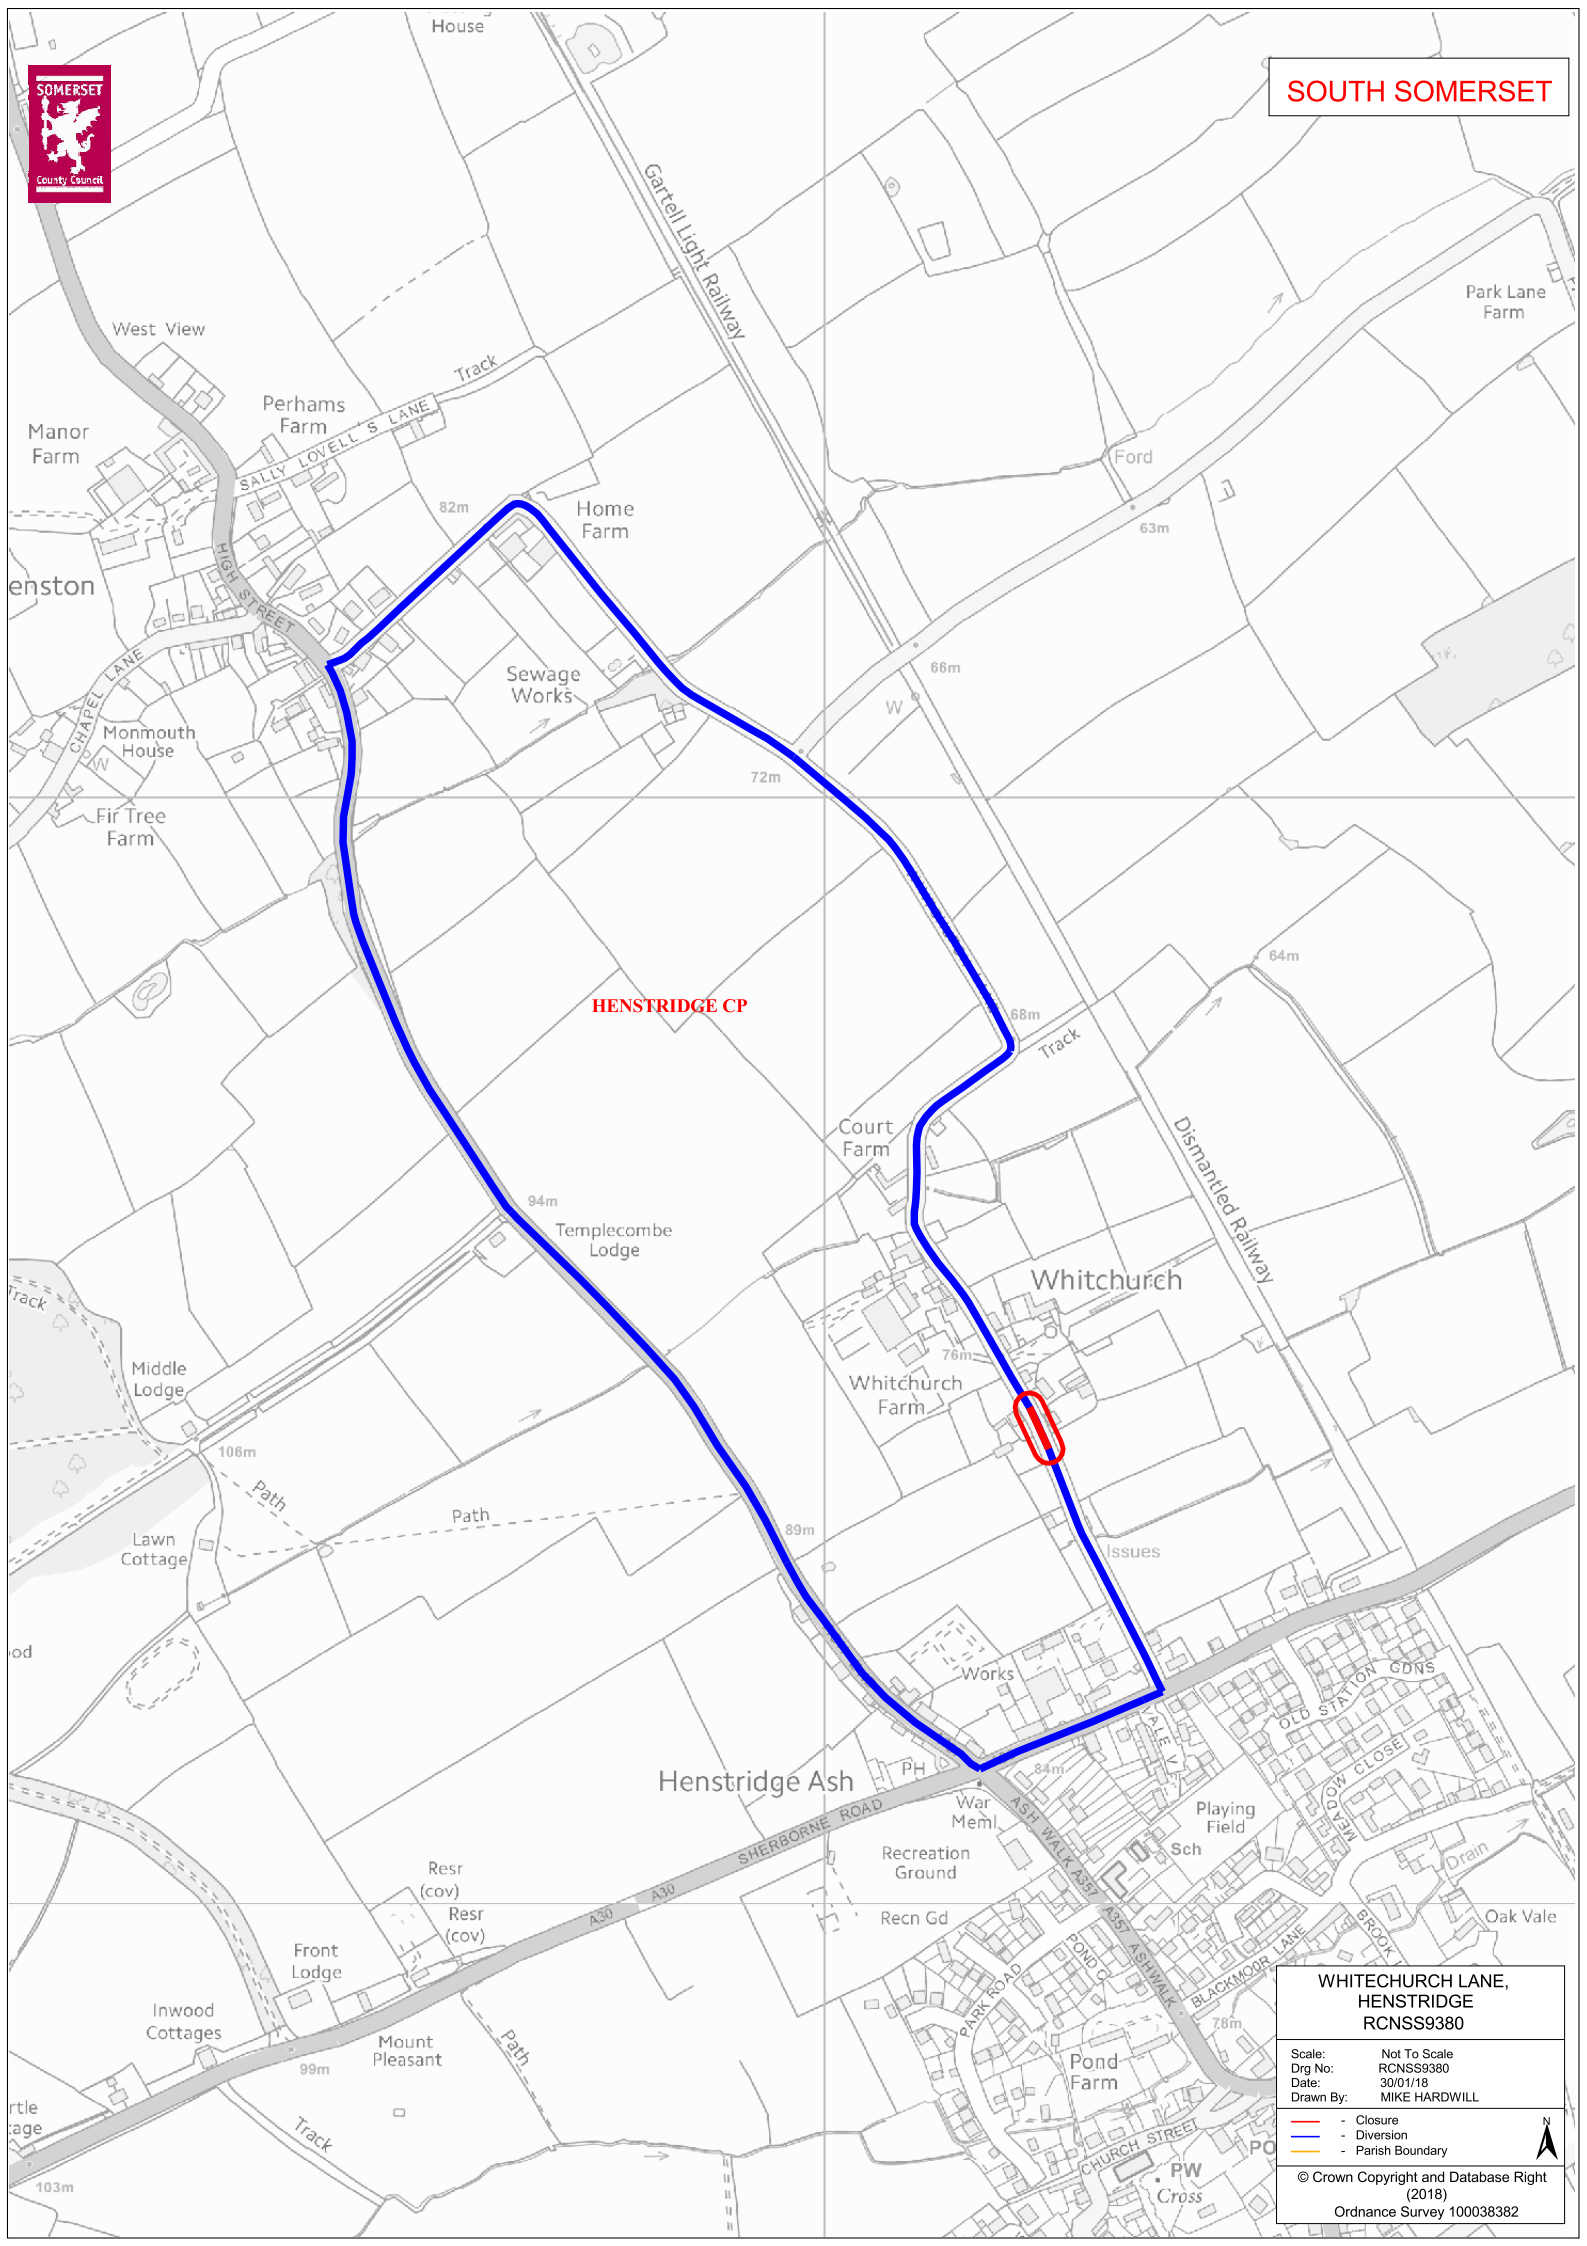 House
SOMERSET
County Council
SOUTH SOMERSET
Gartell Light Railway
Park Lane
Farm
West View
Track
Perhams
Farm
SALLY LOVELL'S LANE
Manor
Farm
Ford
82m
Home
Farm
63m
HIGH STREET
enston
CHAPEL LANE
Sewage
Works
66m
W
Monmouth
House
W
72m
Fir Tree
Farm
64m
HENSTRIDGE CP
68m
Track
Court
Farm
Dismantled Railway
94m
Templecombe
Lodge
Whitchurch
Track
Middle
Lodge
76m
Whitchurch
Farm
106m
Path
Path
89m
Lawn
Cottage
Issues
od
Works
OLD STATION GDNS
VALE V
MEADOW CLOSE
PH
84m
Henstridge Ash
War
Meml
ASH WALK A357
Playing
Field
SHERBORNE ROAD
Sch
Drain
Recreation
Ground
Resr
(cov)
Resr
(cov)
A30
A30
Recn Gd
A357 ASHWALK
Oak Vale
BROOK
Front
Lodge
POND C
BLACKMOOR LANE
PARK ROAD
Inwood
Cottages
Mount
Pleasant
Path
78m
99m
Pond
Farm
rtle
tage
Track
CHURCH STREET
PO
103m
PW
Cross
WHITECHURCH LANE,
HENSTRIDGE
RCNSS9380
Scale: Not To Scale
Drg No: RCNSS9380
Date: 30/01/18
Drawn By: MIKE HARDWILL
- Closure
- Diversion
- Parish Boundary
N
© Crown Copyright and Database Right
(2018)
Ordnance Survey 100038382